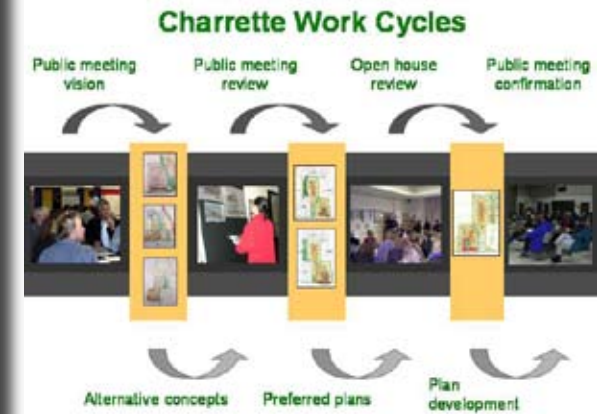 Charrette Work Cycles
Public meeting
vision
Public meeting
review
Open house
review
Public meeting
confirmation
Alternative concepts
Preferred plans
Plan
development